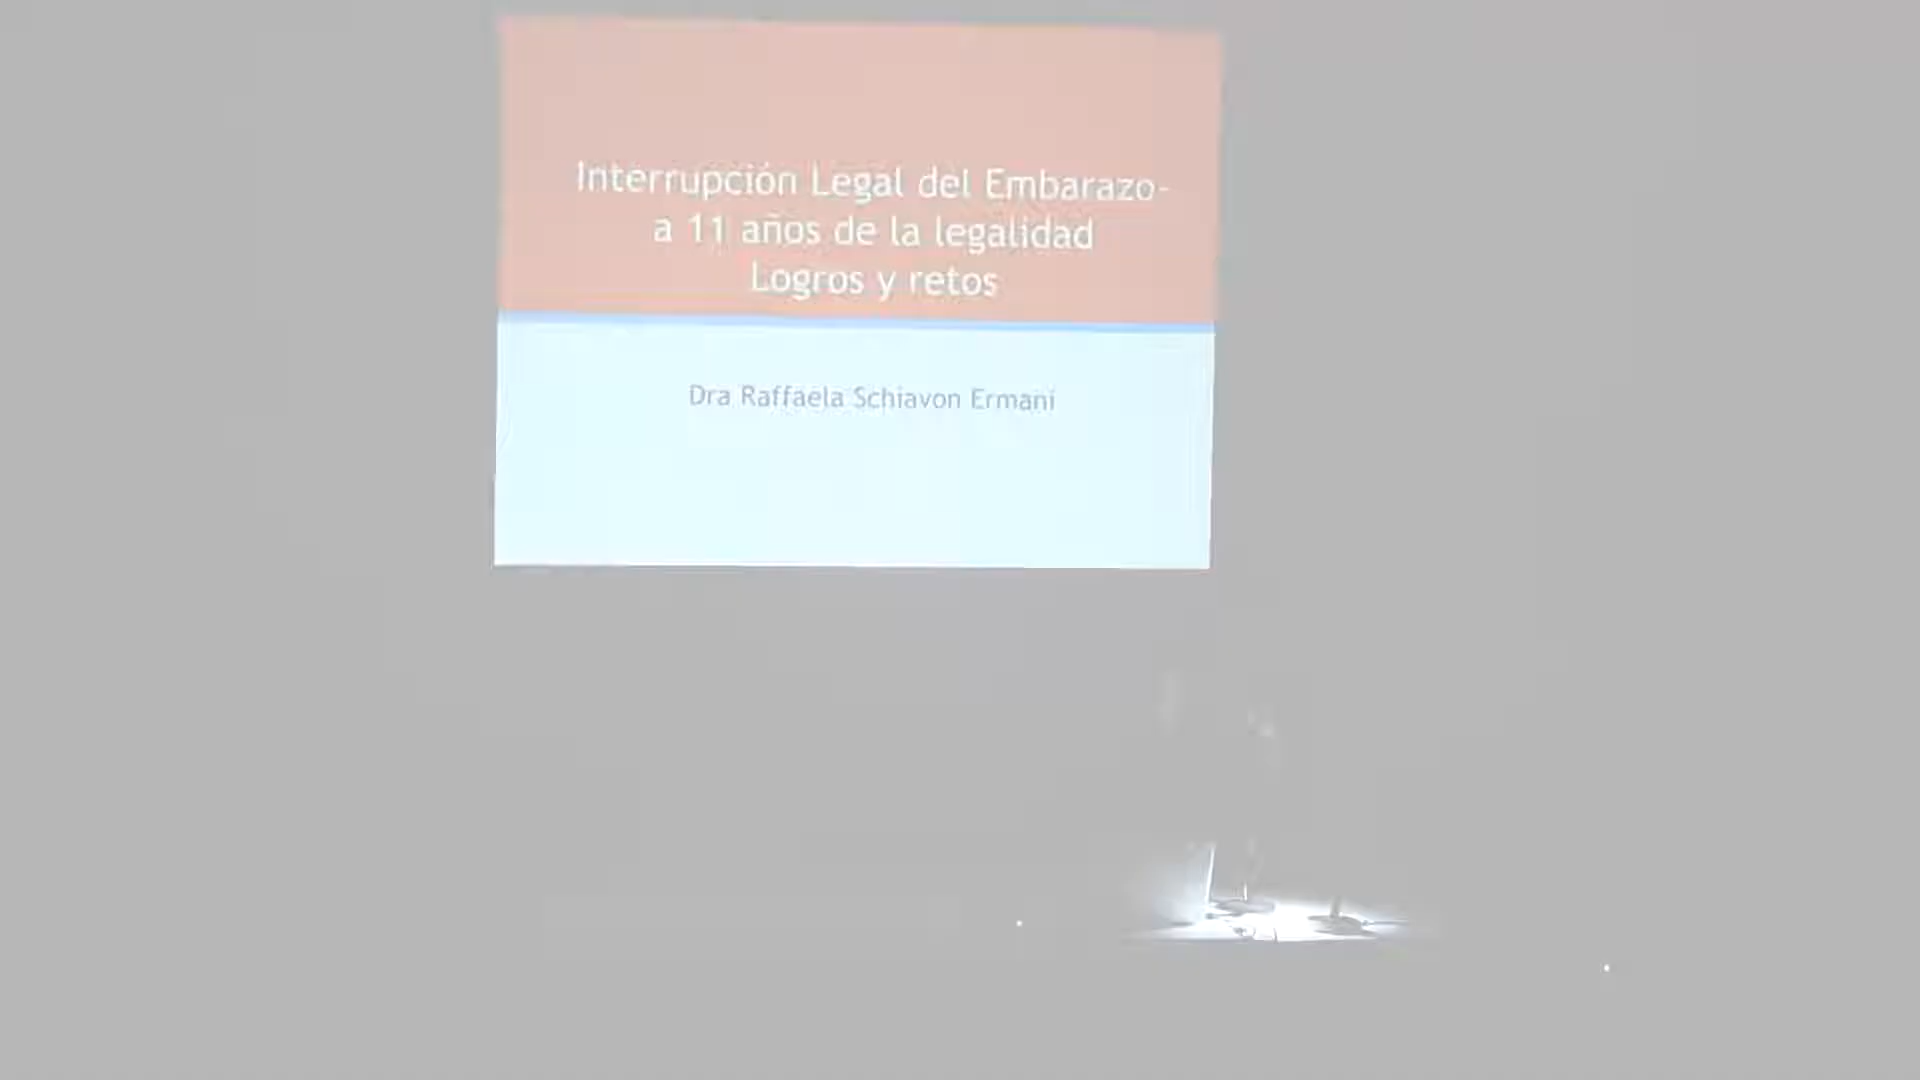 Interrupción Legal del Embarazo-
a 11 años de la legalidad
Logros y retos
Dra Raffaela Schiavon Ermani